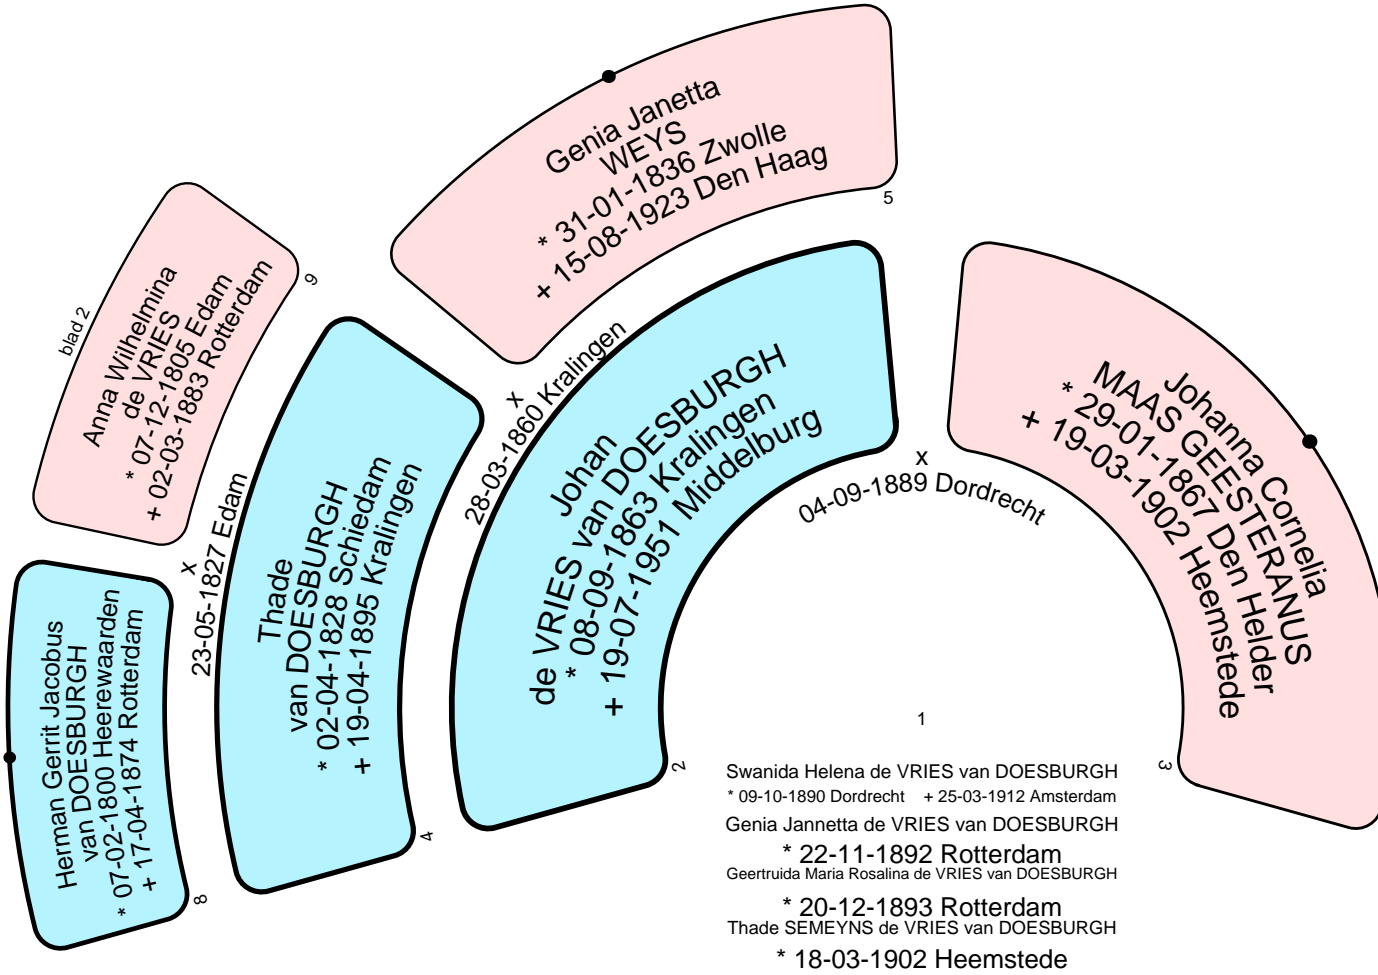 Genia Janetta
WEYS
* 31-01-1836 Zwolle
+ 15-08-1923 Den Haag
5
blad 2
Anna Wilhelmina
de VRIES
* 07-12-1805 Edam
+ 02-03-1883 Rotterdam
9
x
28-03-1860 Kralingen
Johan
de VRIES van DOESBURGH
* 08-09-1863 Kralingen
+ 19-07-1951 Middelburg
2
x
04-09-1889 Dordrecht
Johanna Cornelia
MAAS GEESTERANUS
* 29-01-1867 Den Helder
+ 19-03-1902 Heemstede
3
x
23-05-1827 Edam
Thade
van DOESBURGH
* 02-04-1828 Schiedam
+ 19-04-1895 Kralingen
4
Herman Gerrit Jacobus
van DOESBURGH
* 07-02-1800 Heerewaarden
+ 17-04-1874 Rotterdam
8
1
Swanida Helena de VRIES van DOESBURGH
* 09-10-1890 Dordrecht + 25-03-1912 Amsterdam
Genia Jannetta de VRIES van DOESBURGH
* 22-11-1892 Rotterdam
Geertruida Maria Rosalina de VRIES van DOESBURGH
* 20-12-1893 Rotterdam
Thade SEMEYNS de VRIES van DOESBURGH
* 18-03-1902 Heemstede